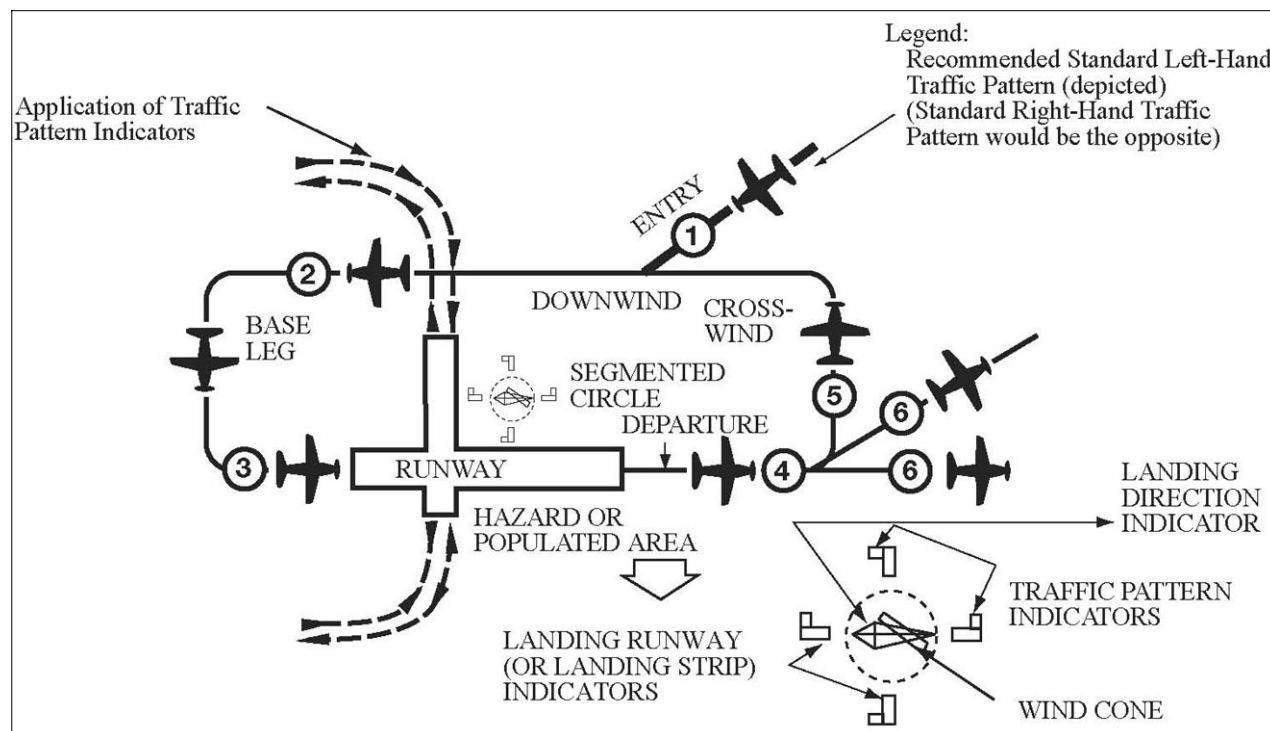 Legend:
Recommended Standard Left-Hand
Traffic Pattern (depicted)
(Standard Right-Hand Traffic
Pattern would be the opposite)
Application of Traffic
Pattern Indicators
ENTRY
1
2
DOWNWIND
CROSS-
WIND
BASE
LEG
SEGMENTED
CIRCLE
5
6
DEPARTURE
3
RUNWAY
4
6
LANDING
DIRECTION
INDICATOR
HAZARD OR
POPULATED AREA
TRAFFIC PATTERN
INDICATORS
LANDING RUNWAY
(OR LANDING STRIP)
INDICATORS
WIND CONE